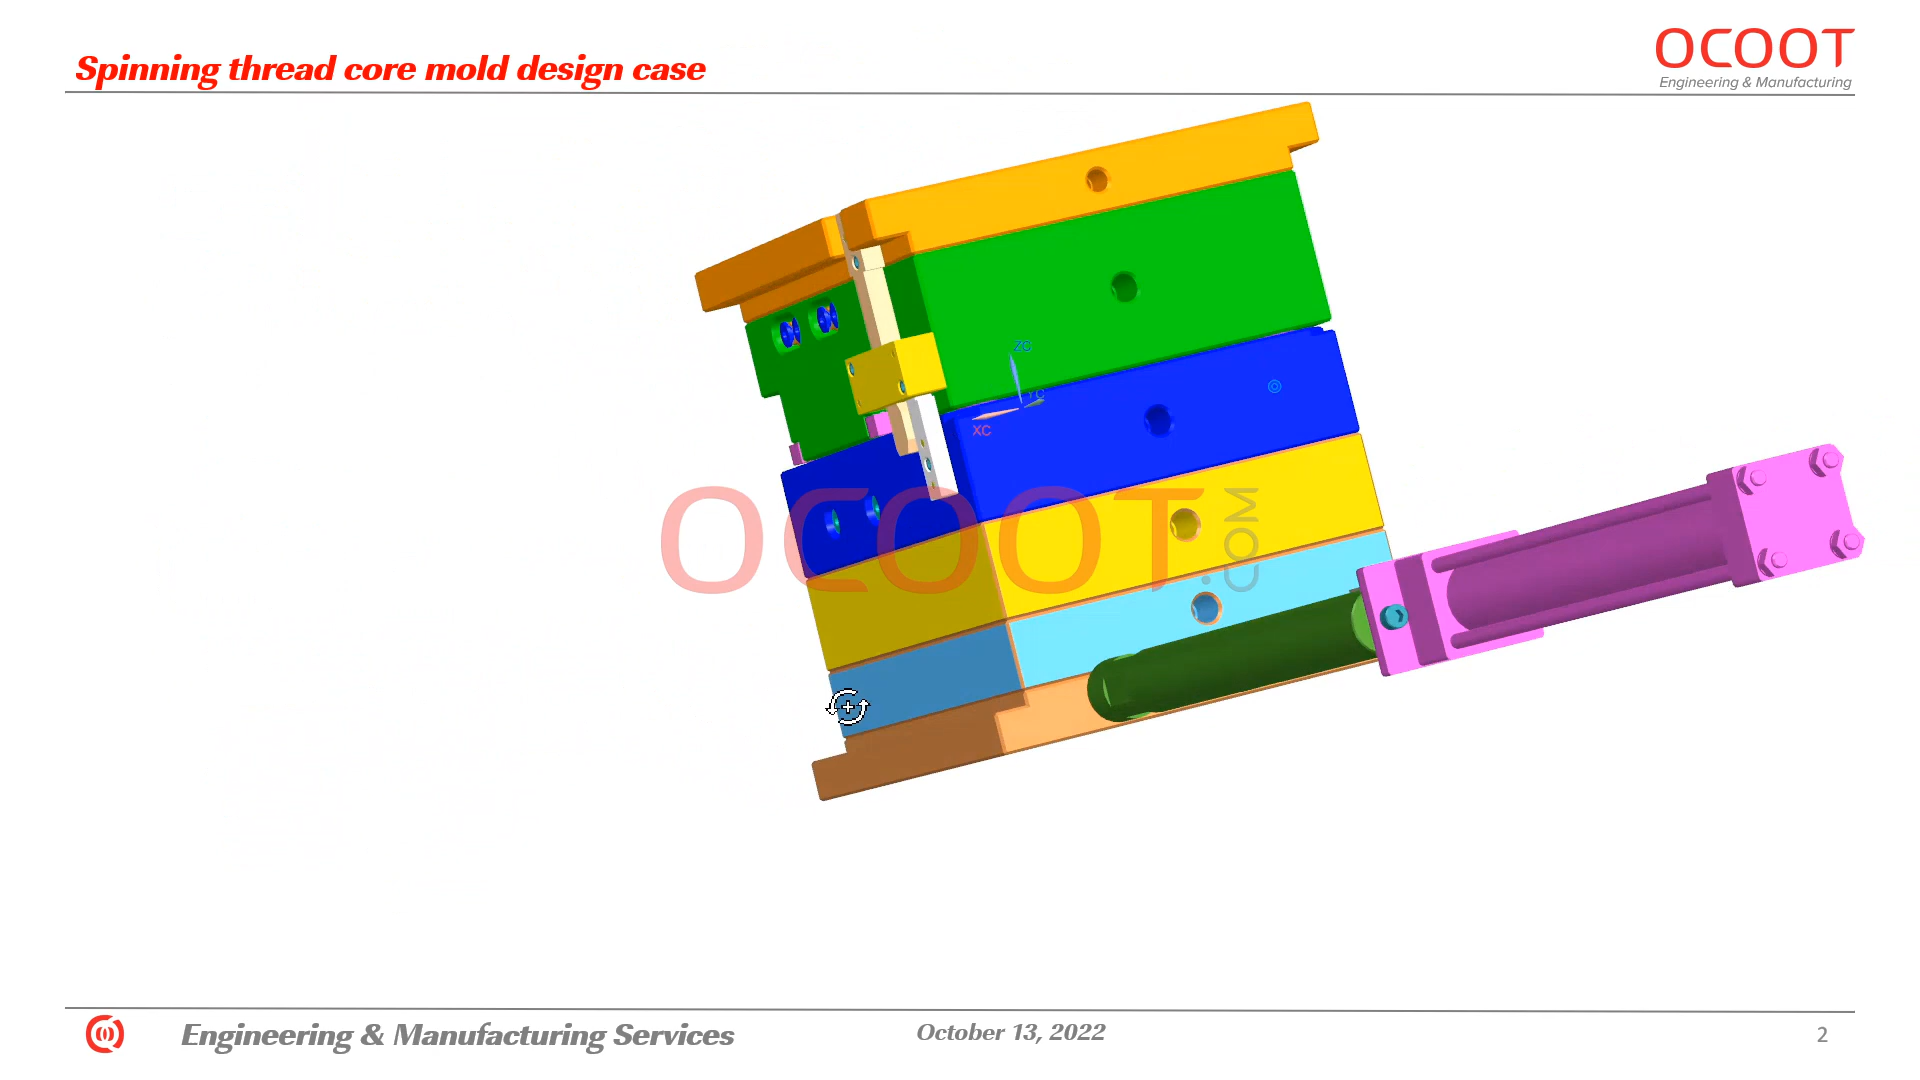 Spinning thread core mold design case
OCOOT
Engineering & Manufacturing
ZC
YC
XC
OCOOT.COM
Engineering & Manufacturing Services
October 13, 2022
2